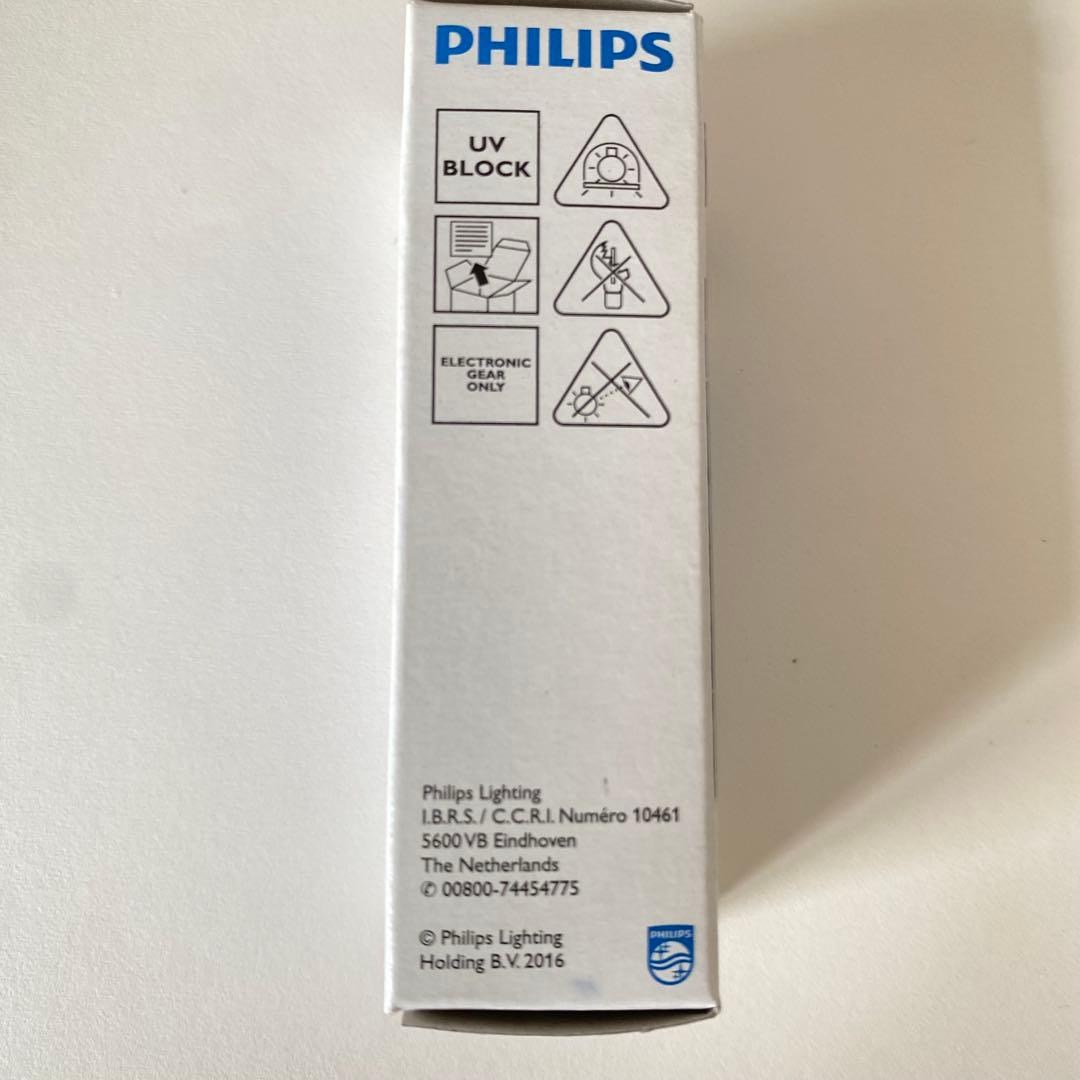 PHILIPS
UV
BLOCK
ELECTRONIC
GEAR
ONLY
Philips Lighting
I.B.R.S. / C.C.R.I. Numéro 10461
5600 VB Eindhoven
The Netherlands
✆ 00800-74454775
© Philips Lighting
Holding B.V. 2016
PHILIPS